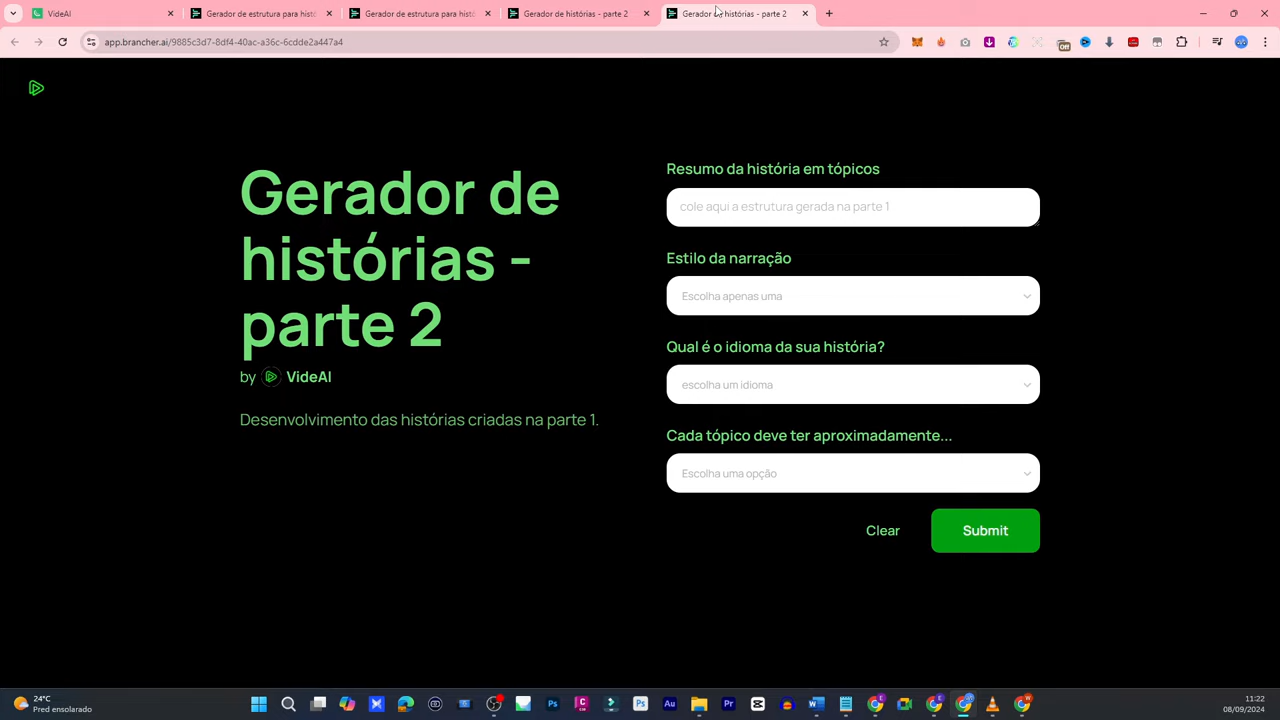 VideAI
Gerador de estrutura para histó
Gerador de estrutura para histó
Gerador de histórias - parte 2
Gerador de histórias - parte 2
app.brancher.ai/9885c3d7-8df4-40ac-a36c-6cdde2a447a4
Off
Gerador de
histórias -
parte 2
by VideAI
Desenvolvimento das histórias criadas na parte 1.
Resumo da história em tópicos
cole aqui a estrutura gerada na parte 1
Estilo da narração
Escolha apenas uma
Qual é o idioma da sua história?
escolha um idioma
Cada tópico deve ter aproximadamente...
Escolha uma opção
Clear
Submit
24°C
Pred ensolarado
11:22
08/09/2024